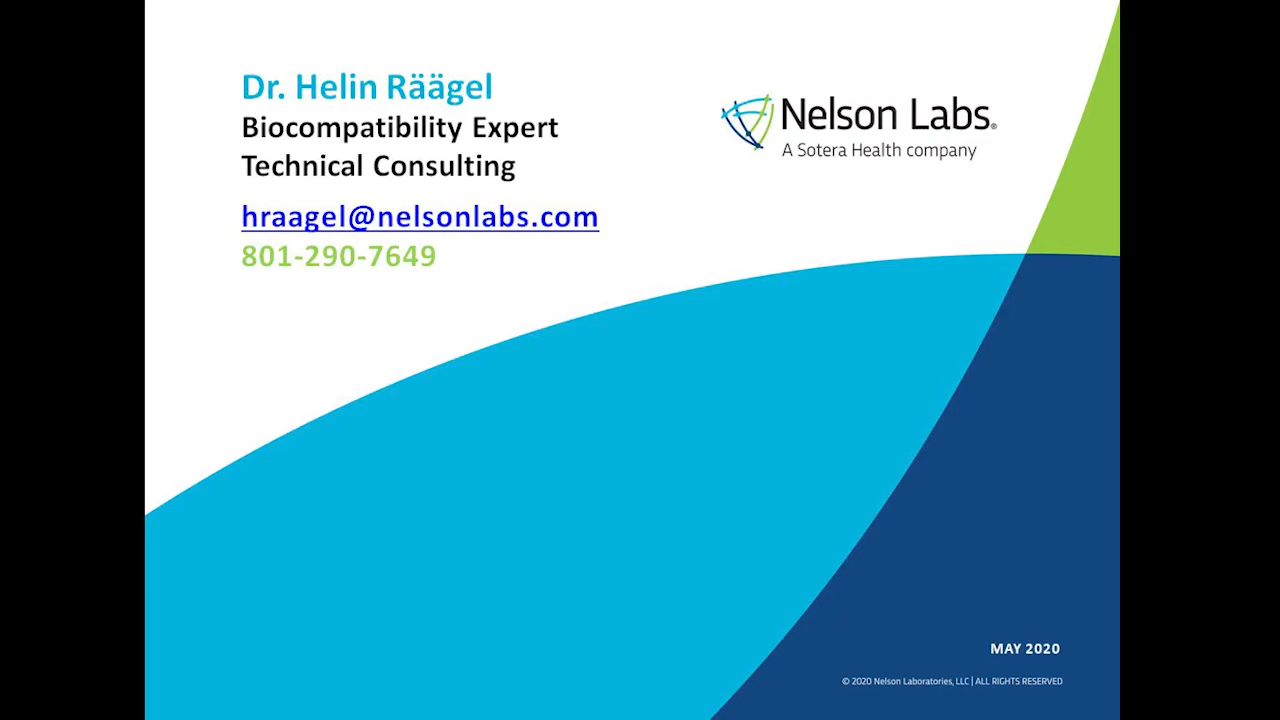 Dr. Helin Räägel
Biocompatibility Expert
Technical Consulting
hraagel@nelsonlabs.com
801-290-7649
Nelson Labs®
A Sotera Health company
MAY 2020
© 2020 Nelson Laboratories, LLC | ALL RIGHTS RESERVED